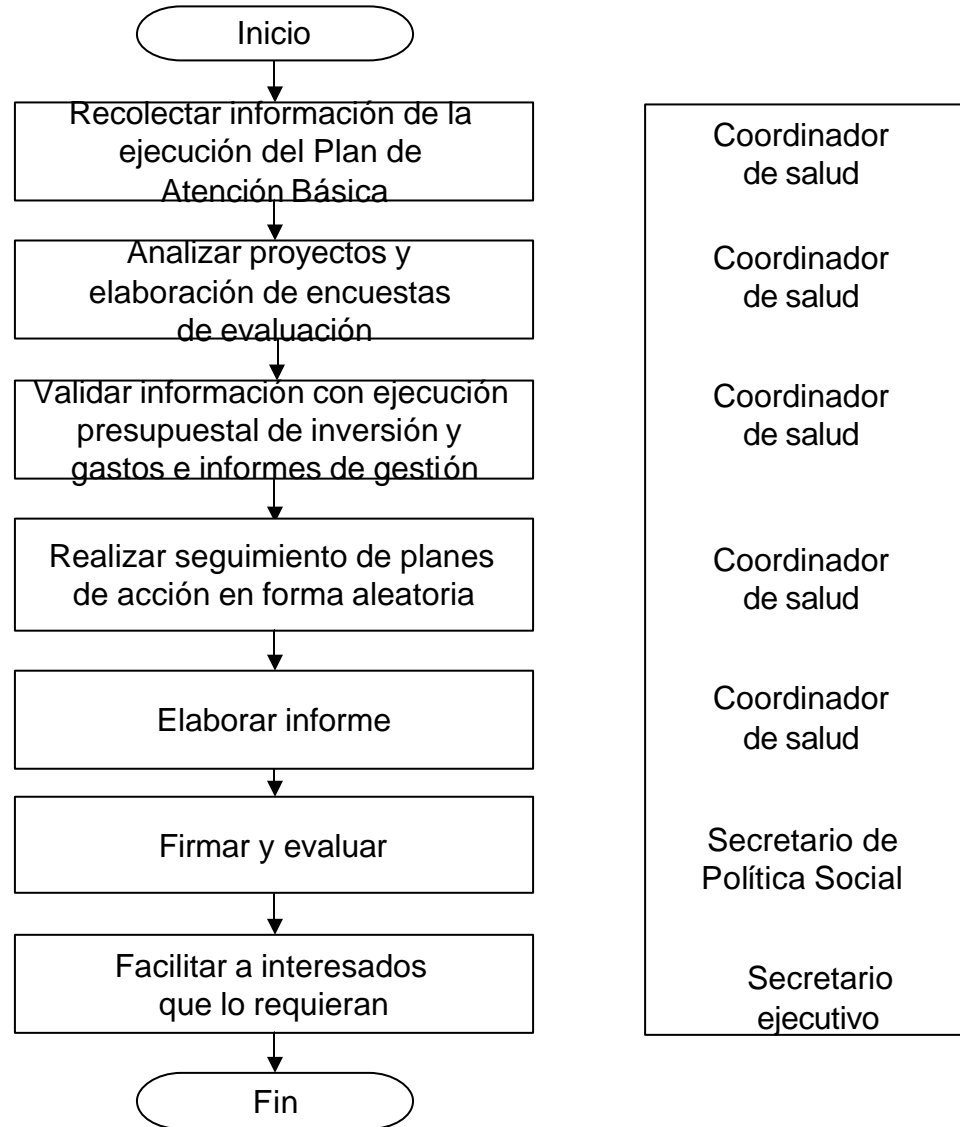 Inicio
Recolectar información de la
ejecución del Plan de
Atención Básica
Coordinador
de salud
Analizar proyectos y
elaboración de encuestas
de evaluación
Coordinador
de salud
Validar información con ejecución
presupuestal de inversión y
gastos e informes de gestión
Coordinador
de salud
Realizar seguimiento de planes
de acción en forma aleatoria
Coordinador
de salud
Elaborar informe
Coordinador
de salud
Firmar y evaluar
Secretario de
Política Social
Facilitar a interesados
que lo requieran
Secretario
ejecutivo
Fin